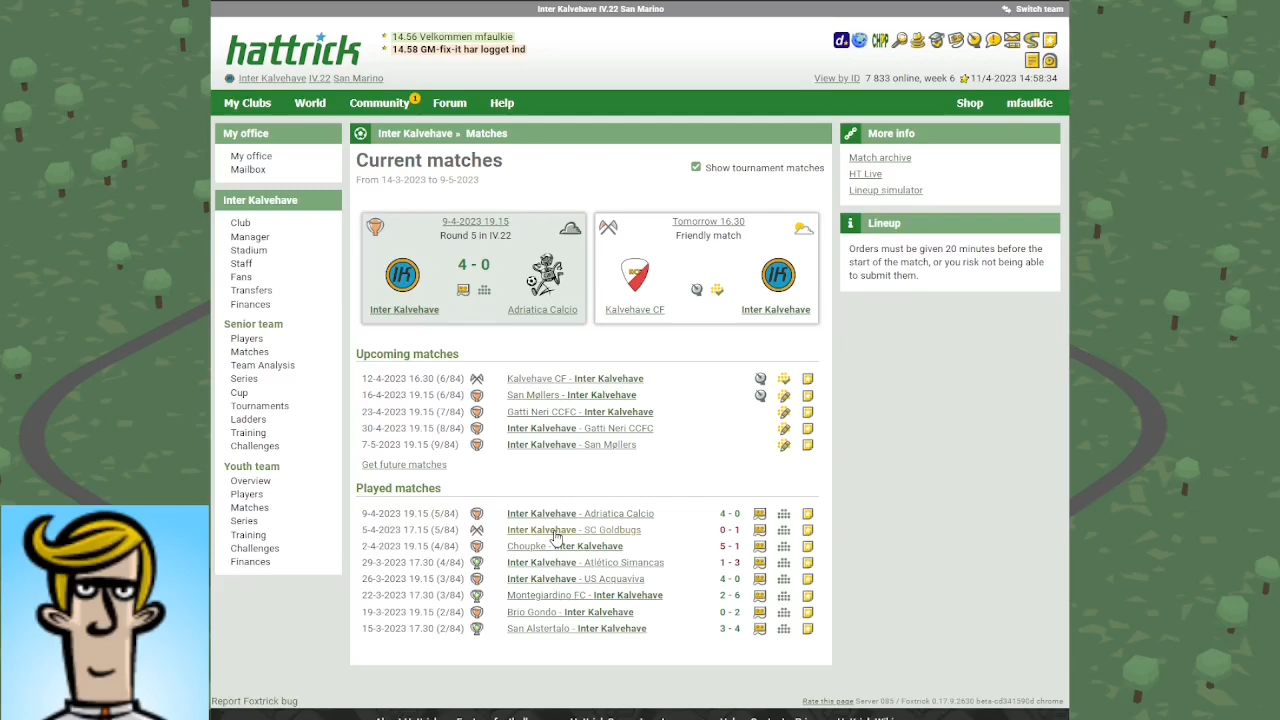 Inter Kalvehave IV.22 San Marino
Switch team
hattrick
14.56 Velkommen mfaulkie
14.58 GM-fix-it har logget ind
CHPP
Inter Kalvehave IV.22 San Marino
View by ID 7 833 online, week 6 11/4-2023 14:58:34
My Clubs World Community 1 Forum Help Shop mfaulkie
My office
My office
Mailbox
Inter Kalvehave
Club
Manager
Stadium
Staff
Fans
Transfers
Finances
Senior team
Players
Matches
Team Analysis
Series
Cup
Tournaments
Ladders
Training
Challenges
Youth team
Overview
Players
Matches
Series
Training
Challenges
Finances
Inter Kalvehave » Matches
Current matches
From 14-3-2023 to 9-5-2023
Show tournament matches
9-4-2023 19.15
Round 5 in IV.22
4 - 0
IK
Inter Kalvehave Adriatica Calcio
Tomorrow 16.30
Friendly match
IK
Kalvehave CF Inter Kalvehave
Upcoming matches
12-4-2023 16.30 (6/84) Kalvehave CF - Inter Kalvehave
16-4-2023 19.15 (6/84) San Møllers - Inter Kalvehave
23-4-2023 19.15 (7/84) Gatti Neri CCFC - Inter Kalvehave
30-4-2023 19.15 (8/84) Inter Kalvehave - Gatti Neri CCFC
7-5-2023 19.15 (9/84) Inter Kalvehave - San Møllers
Get future matches
Played matches
9-4-2023 19.15 (5/84) Inter Kalvehave - Adriatica Calcio 4 - 0
5-4-2023 17.15 (5/84) Inter Kalvehave - SC Goldbugs 0 - 1
2-4-2023 19.15 (4/84) Choupke - Inter Kalvehave 5 - 1
29-3-2023 17.30 (4/84) Inter Kalvehave - Atlético Simancas 1 - 3
26-3-2023 19.15 (3/84) Inter Kalvehave - US Acquaviva 4 - 0
22-3-2023 17.30 (3/84) Montegiardino FC - Inter Kalvehave 2 - 6
19-3-2023 19.15 (2/84) Brio Gondo - Inter Kalvehave 0 - 2
15-3-2023 17.30 (2/84) San Alstertalo - Inter Kalvehave 3 - 4
More info
Match archive
HT Live
Lineup simulator
Lineup
Orders must be given 20 minutes before
the start of the match, or you risk not being able
to submit them.
Report Foxtrick bug
Rate this page Server 085 / Foxtrick 0.17.9.2630 beta-cd341590d chrome